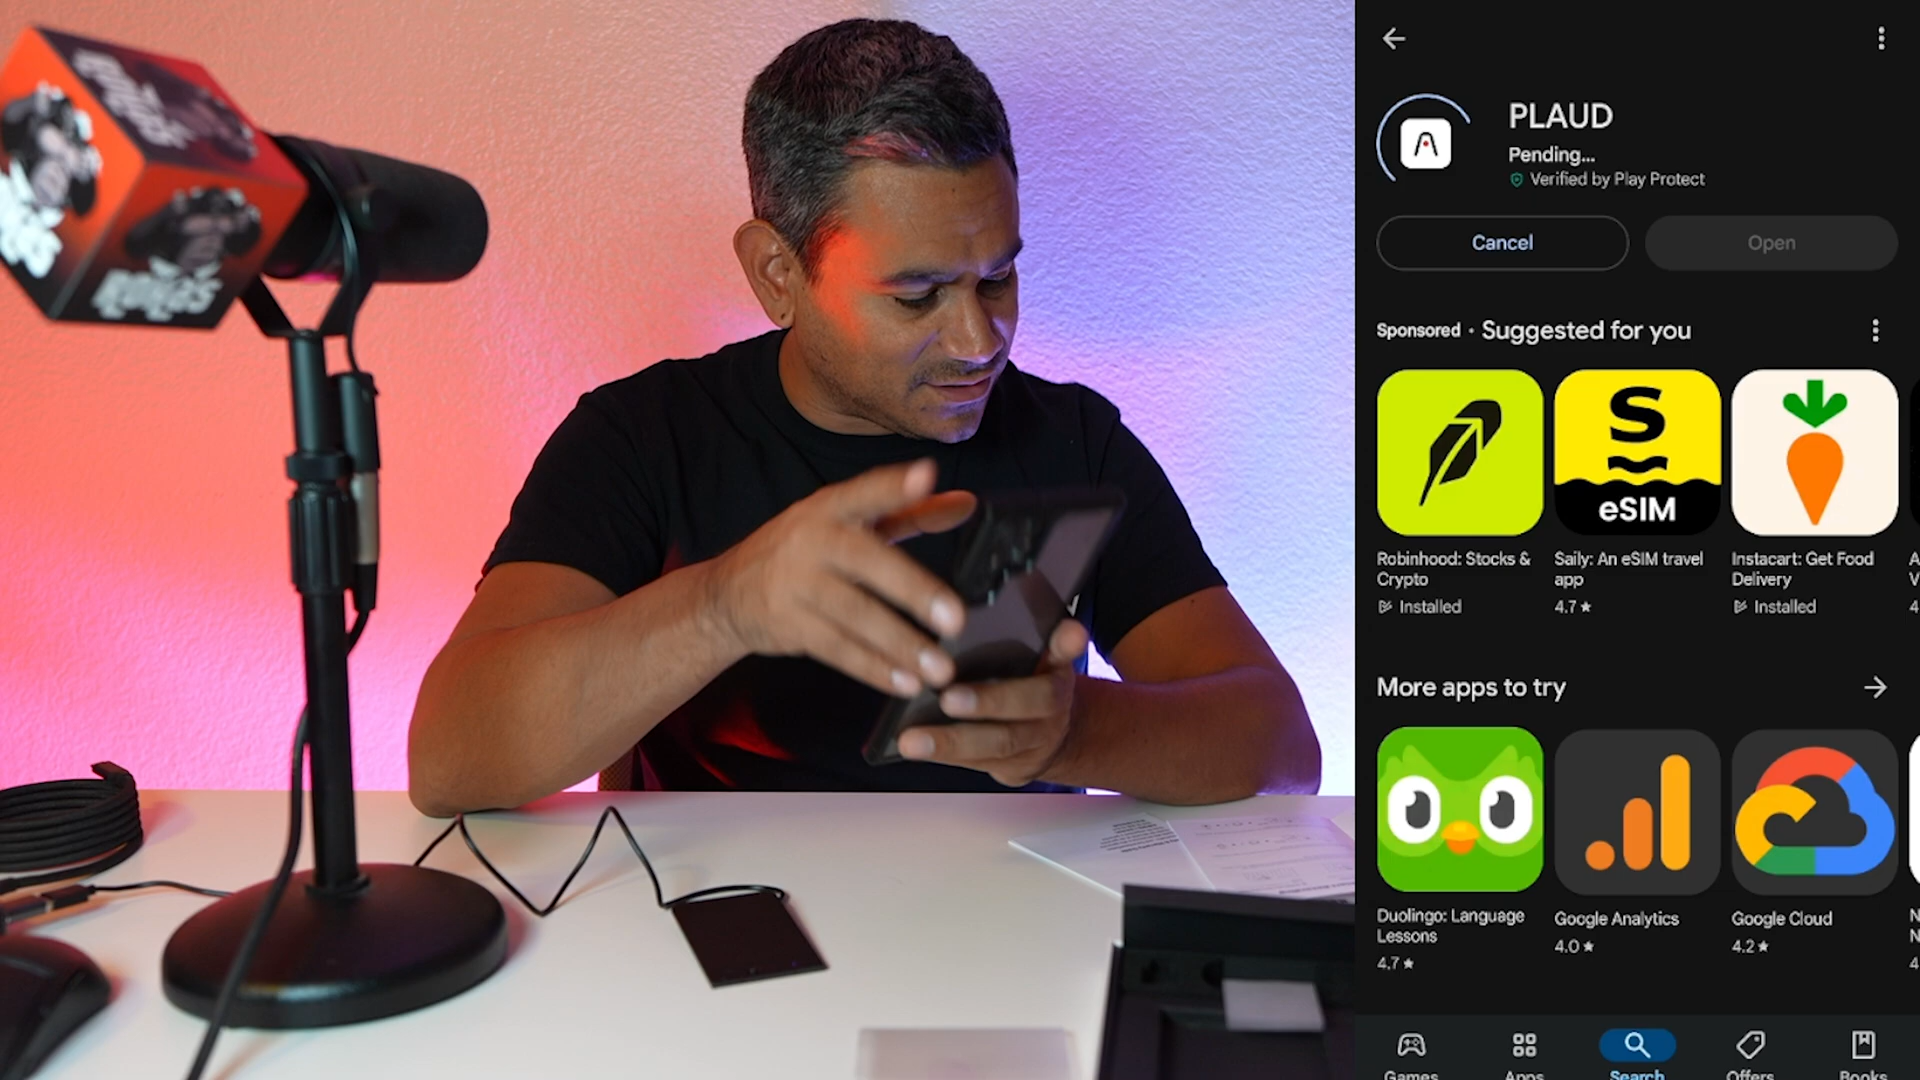 PLAUD
Pending...
Verified by Play Protect
Cancel
Open
Sponsored • Suggested for you
S
eSIM
Robinhood: Stocks &
Crypto
Installed
Saily: An eSIM travel
app
4.7 ★
Instacart: Get Food
Delivery
Installed
More apps to try
Duolingo: Language
Lessons
4.7 ★
Google Analytics
4.0 ★
Google Cloud
4.2 ★
Games
Apps
Search
Offers
Books